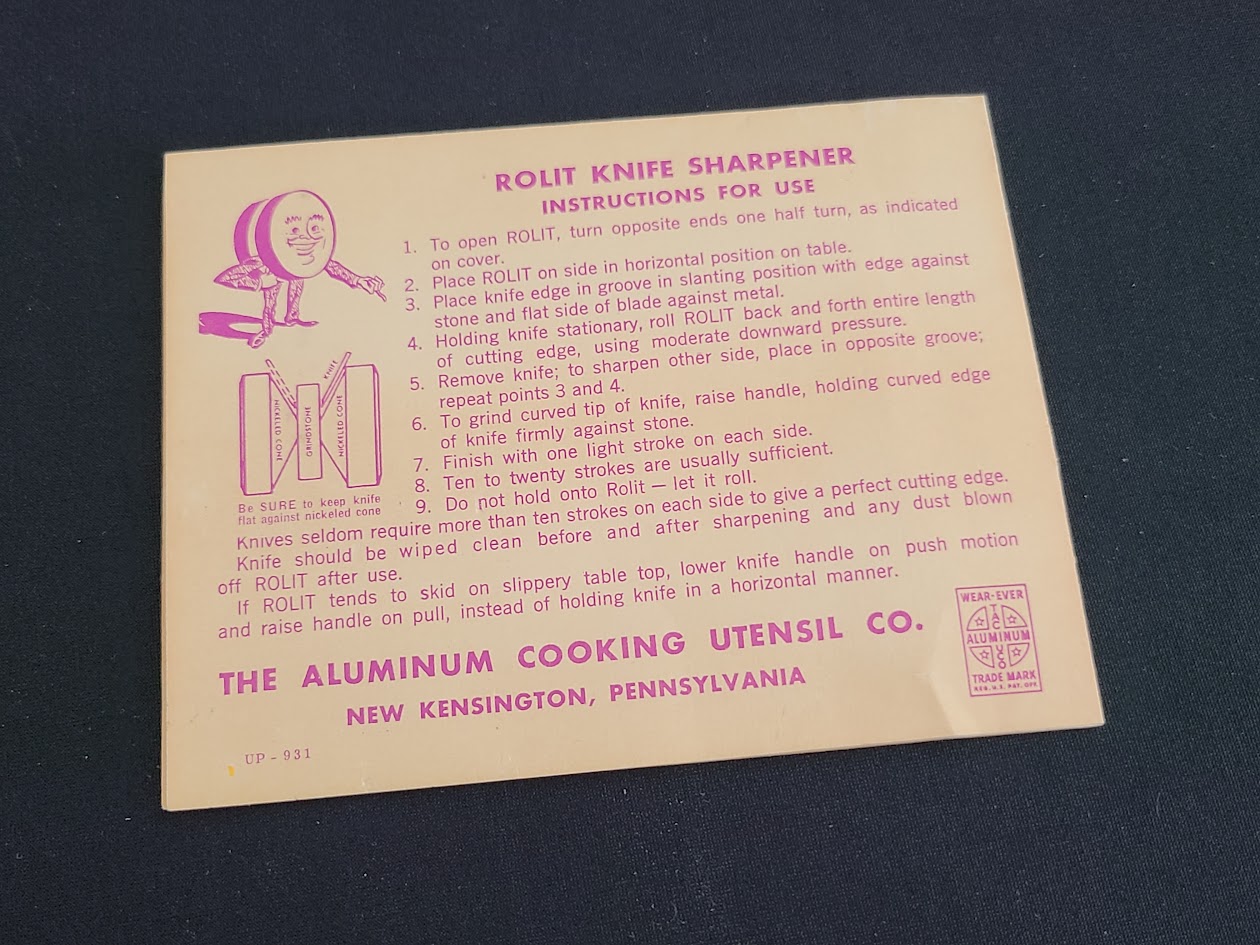 ROLIT KNIFE SHARPENER
INSTRUCTIONS FOR USE
1. To open ROLIT, turn opposite ends one half turn, as indicated
on cover.
2. Place ROLIT on side in horizontal position on table.
3. Place knife edge in groove in slanting position with edge against
stone and flat side of blade against metal.
4. Holding knife stationary, roll ROLIT back and forth entire length
of cutting edge, using moderate downward pressure.
5. Remove knife; to sharpen other side, place in opposite groove;
repeat points 3 and 4.
6. To grind curved tip of knife, raise handle, holding curved edge
of knife firmly against stone.
7. Finish with one light stroke on each side.
8. Ten to twenty strokes are usually sufficient.
9. Do not hold onto Rolit — let it roll.
KNIFE
NICKELED CONE
GRINDSTONE
NICKELED CONE
Be SURE to keep knife
flat against nickeled cone
Knives seldom require more than ten strokes on each side to give a perfect cutting edge.
Knife should be wiped clean before and after sharpening and any dust blown
off ROLIT after use.
If ROLIT tends to skid on slippery table top, lower knife handle on push motion
and raise handle on pull, instead of holding knife in a horizontal manner.
THE ALUMINUM COOKING UTENSIL CO.
NEW KENSINGTON, PENNSYLVANIA
WEAR-EVER
TAC
ALUMINUM
UCO
TRADE MARK
REG. U.S. PAT. OFF.
UP - 931